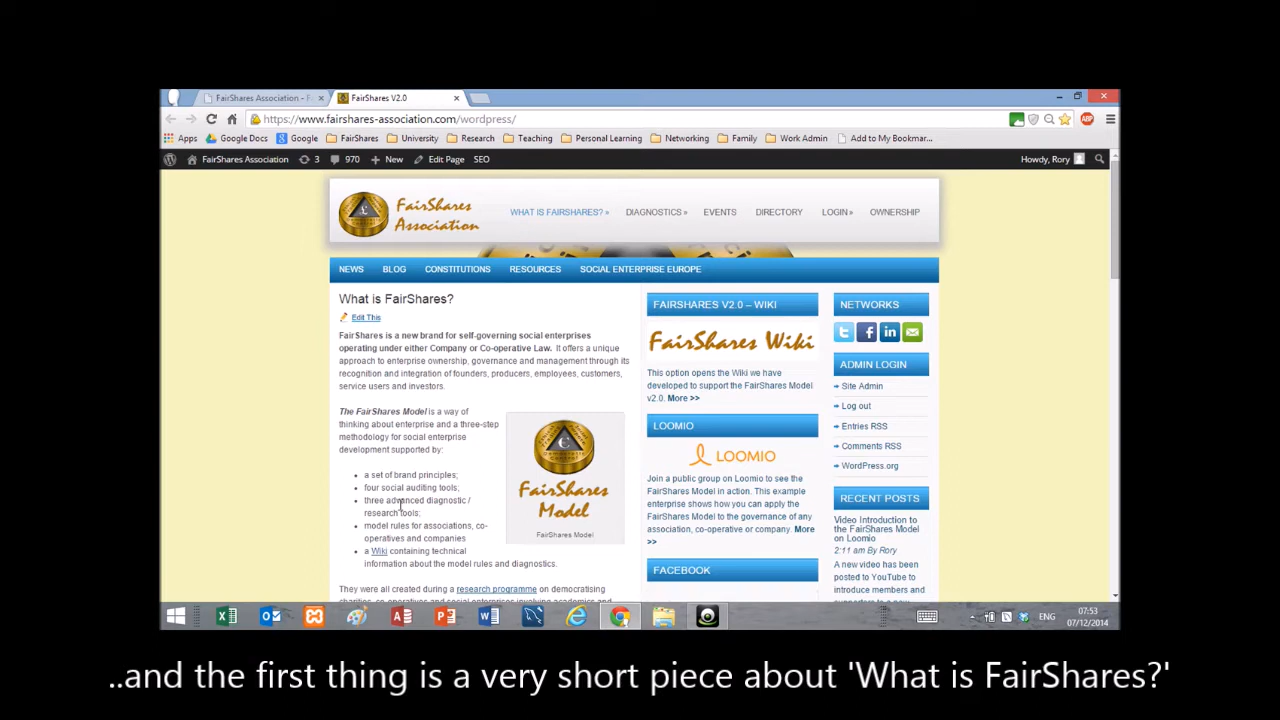 FairShares Association - F
FairShares V2.0
https://www.fairshares-association.com/wordpress/
Apps
Google Docs
Google
FairShares
University
Research
Teaching
Personal Learning
Networking
Family
Work Admin
Add to My Bookmar...
FairShares Association
3
970
New
Edit Page
SEO
Howdy, Rory
FairShares
Association
WHAT IS FAIRSHARES? »
DIAGNOSTICS »
EVENTS
DIRECTORY
LOGIN »
OWNERSHIP
NEWS
BLOG
CONSTITUTIONS
RESOURCES
SOCIAL ENTERPRISE EUROPE
What is FairShares?
Edit This
FairShares is a new brand for self-governing social enterprises
operating under either Company or Co-operative Law. It offers a unique
approach to enterprise ownership, governance and management through its
recognition and integration of founders, producers, employees, customers,
service users and investors.
The FairShares Model is a way of
thinking about enterprise and a three-step
methodology for social enterprise
development supported by:
• a set of brand principles;
• four social auditing tools;
• three advanced diagnostic /
research tools;
• model rules for associations, co-
operatives and companies
• a Wiki containing technical
information about the model rules and diagnostics.
They were all created during a research programme on democratising
FairShares
Model
FairShares Model
FAIRSHARES V2.0 – WIKI
FairShares Wiki
This option opens the Wiki we have
developed to support the FairShares Model
v2.0. More >>
LOOMIO
LOOMIO
Join a public group on Loomio to see the
FairShares Model in action. This example
enterprise shows how you can apply the
FairShares Model to the governance of any
association, co-operative or company. More
>>
FACEBOOK
NETWORKS
ADMIN LOGIN
Site Admin
Log out
Entries RSS
Comments RSS
WordPress.org
RECENT POSTS
Video Introduction to
the FairShares Model
on Loomio
2:11 am By Rory
A new video has been
posted to YouTube to
introduce members and
ABP
ENG
07:53
07/12/2014
..and the first thing is a very short piece about 'What is FairShares?'